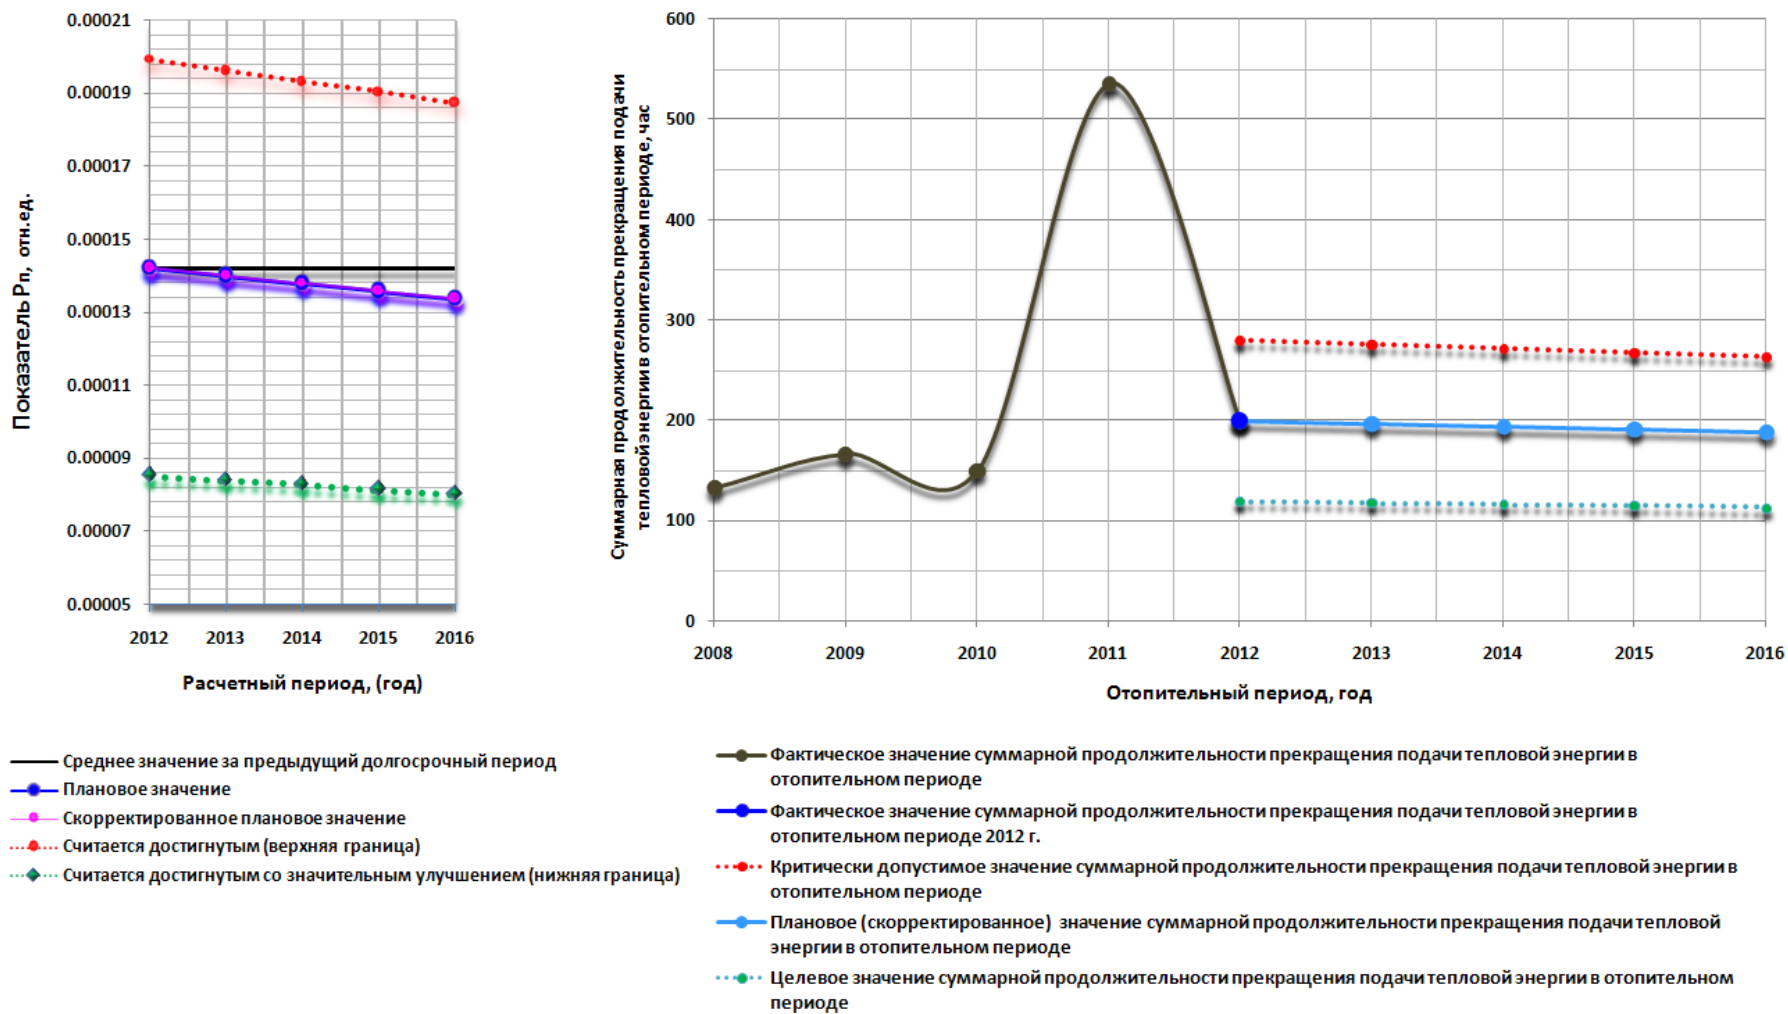 0.00021
0.00019
0.00017
0.00015
0.00013
0.00011
0.00009
0.00007
0.00005
Показатель Рп, отн.ед.
2012 2013 2014 2015 2016
Расчетный период, (год)
Среднее значение за предыдущий долгосрочный период
Плановое значение
Скорректированное плановое значение
Считается достигнутым (верхняя граница)
Считается достигнутым со значительным улучшением (нижняя граница)
600
500
400
300
200
100
0
Суммарная продолжительность прекращения подачи
тепловой энергии в отопительном периоде, час
2008 2009 2010 2011 2012 2013 2014 2015 2016
Отопительный период, год
Фактическое значение суммарной продолжительности прекращения подачи тепловой энергии в
отопительном периоде
Фактическое значение суммарной продолжительности прекращения подачи тепловой энергии в
отопительном периоде 2012 г.
Критически допустимое значение суммарной продолжительности прекращения подачи тепловой энергии в
отопительном периоде
Плановое (скорректированное) значение суммарной продолжительности прекращения подачи тепловой
энергии в отопительном периоде
Целевое значение суммарной продолжительности прекращения подачи тепловой энергии в отопительном
периоде